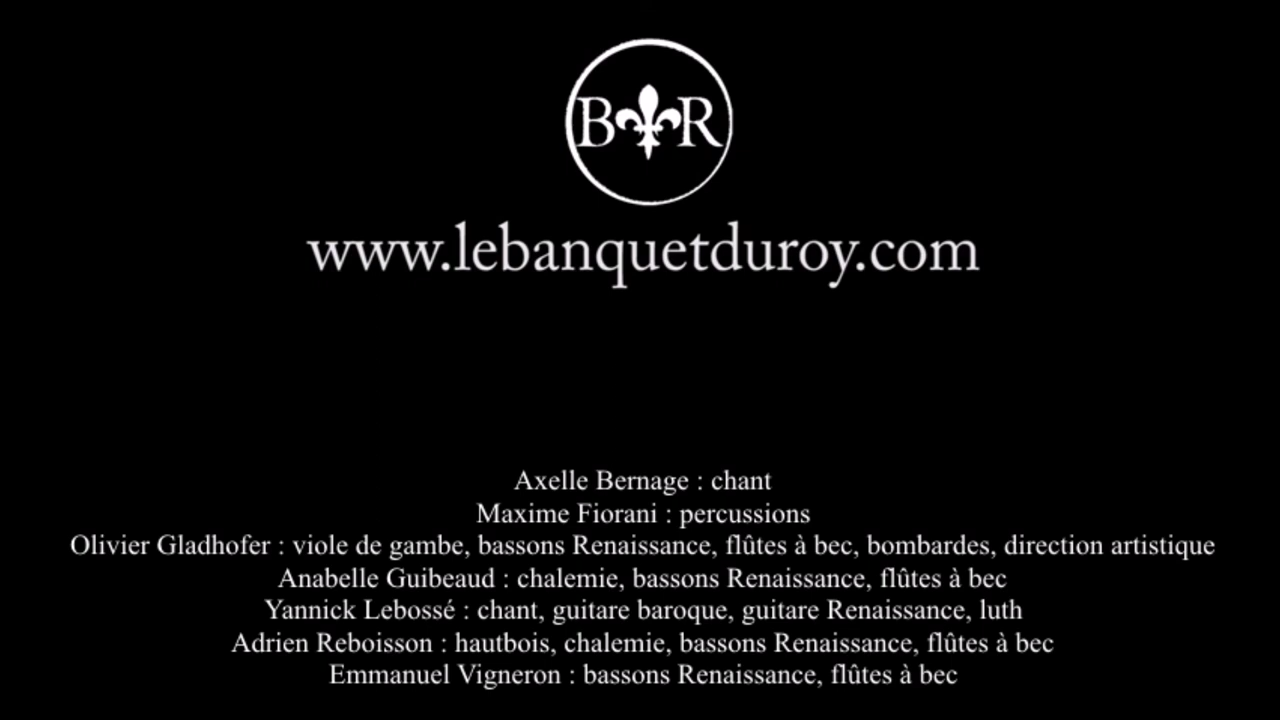 B R
www.lebanquetduroy.com
Axelle Bernage : chant
Maxime Fiorani : percussions
Olivier Gladhofer : viole de gambe, bassons Renaissance, flûtes à bec, bombardes, direction artistique
Anabelle Guibeaud : chalemie, bassons Renaissance, flûtes à bec
Yannick Lebossé : chant, guitare baroque, guitare Renaissance, luth
Adrien Reboisson : hautbois, chalemie, bassons Renaissance, flûtes à bec
Emmanuel Vigneron : bassons Renaissance, flûtes à bec